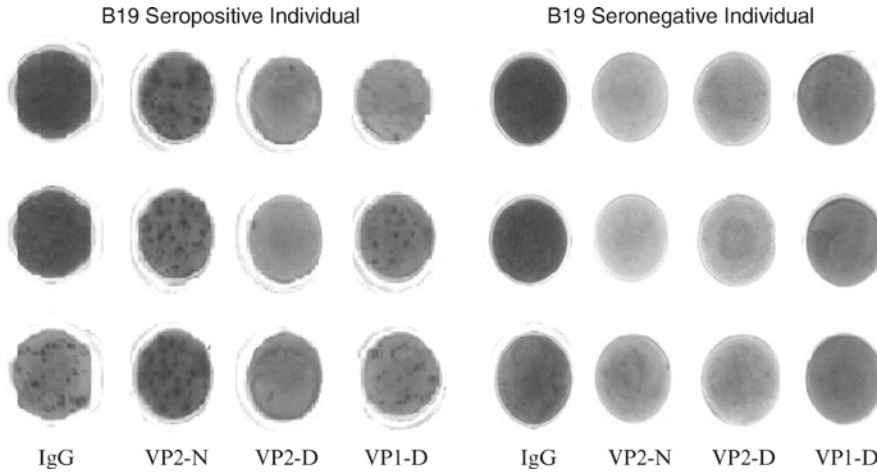 B19 Seropositive Individual
B19 Seronegative Individual
IgG VP2-N VP2-D VP1-D
IgG VP2-N VP2-D VP1-D